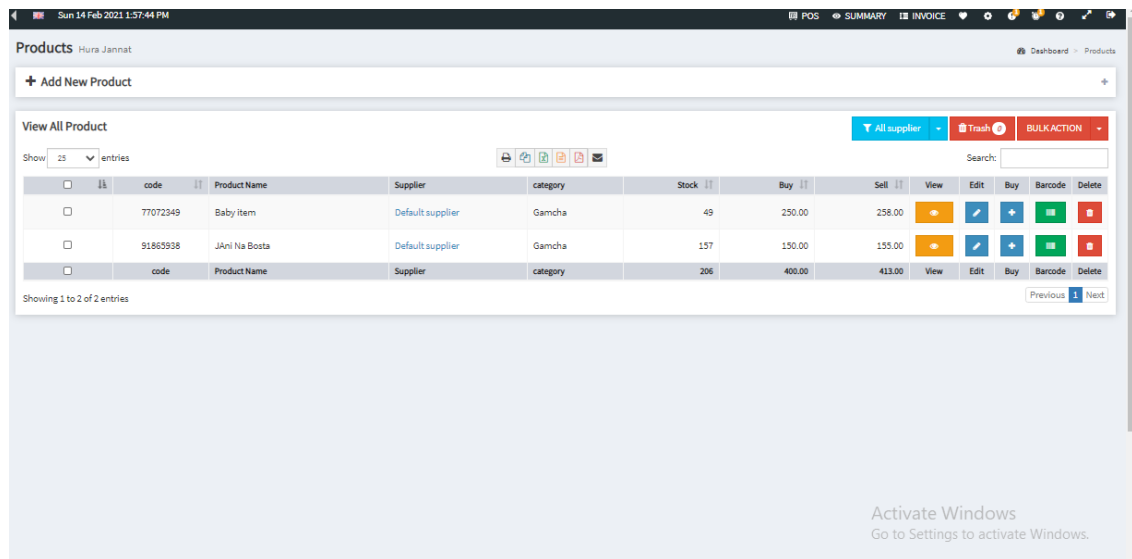 Sun 14 Feb 2021 1:57:44 PM POS SUMMARY INVOICE
Products Hura Jannat Dashboard > Products
Add New Product
View All Product All supplier Trash 0 BULK ACTION
Show 25 entries Search:
code Product Name Supplier category Stock Buy Sell View Edit Buy Barcode Delete
77072349 Baby item Default supplier Gamcha 49 250.00 258.00
91865938 JAni Na Bosta Default supplier Gamcha 157 150.00 155.00
code Product Name Supplier category 206 400.00 413.00 View Edit Buy Barcode Delete
Showing 1 to 2 of 2 entries Previous 1 Next
Activate Windows
Go to Settings to activate Windows.